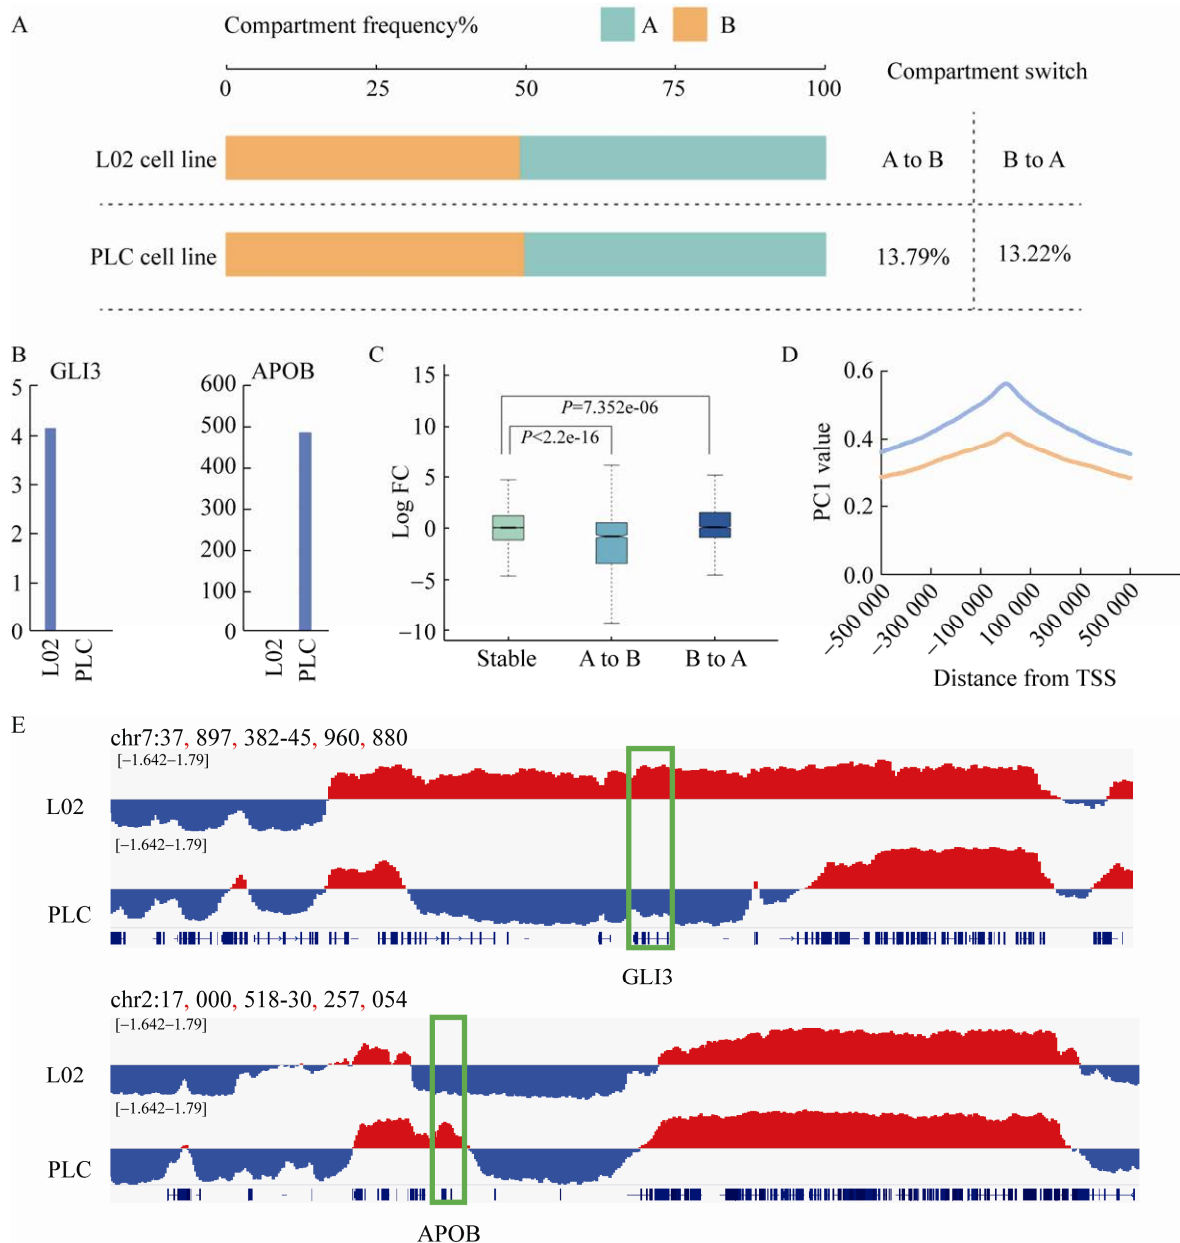 A
Compartment frequency%
A
B
0 25 50 75 100
Compartment switch
L02 cell line
A to B
B to A
PLC cell line
13.79%
13.22%
B
GLI3
5
4
3
2
1
0
L02
PLC
APOB
600
500
400
300
200
100
0
L02
PLC
C
Log FC
15
10
5
0
−5
−10
P=7.352e-06
P<2.2e-16
Stable
A to B
B to A
D
PC1 value
0.6
0.4
0.2
0.0
−500 000
−300 000
−100 000
100 000
300 000
500 000
Distance from TSS
E
chr7:37, 897, 382-45, 960, 880
[−1.642−1.79]
L02
[−1.642−1.79]
PLC
GLI3
chr2:17, 000, 518-30, 257, 054
[−1.642−1.79]
L02
[−1.642−1.79]
PLC
APOB